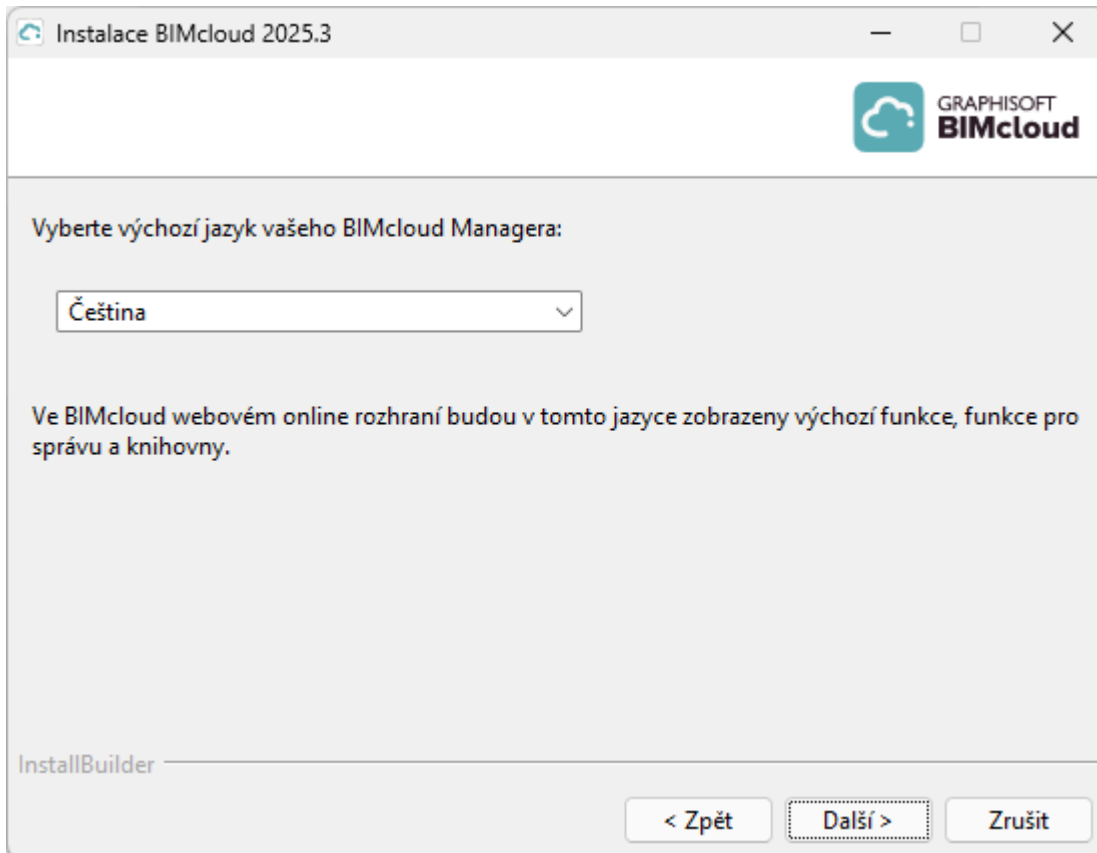 Instalace BIMcloud 2025.3
GRAPHISOFT
BIMcloud
Vyberte výchozí jazyk vašeho BIMcloud Managera:
Čeština
Ve BIMcloud webovém online rozhraní budou v tomto jazyce zobrazeny výchozí funkce, funkce pro
správu a knihovny.
InstallBuilder
< Zpět
Další >
Zrušit